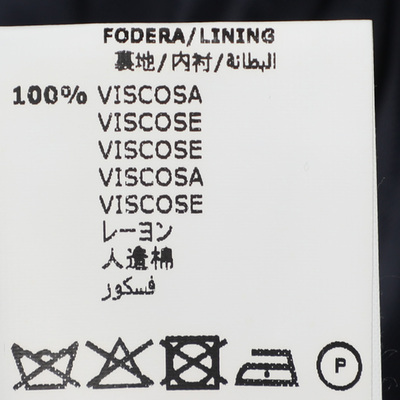 FODERA/LINING
裏地/内衬/البطانة
100% VISCOSA
VISCOSE
VISCOSE
VISCOSA
VISCOSE
レーヨン
人造棉
فسكوز
P